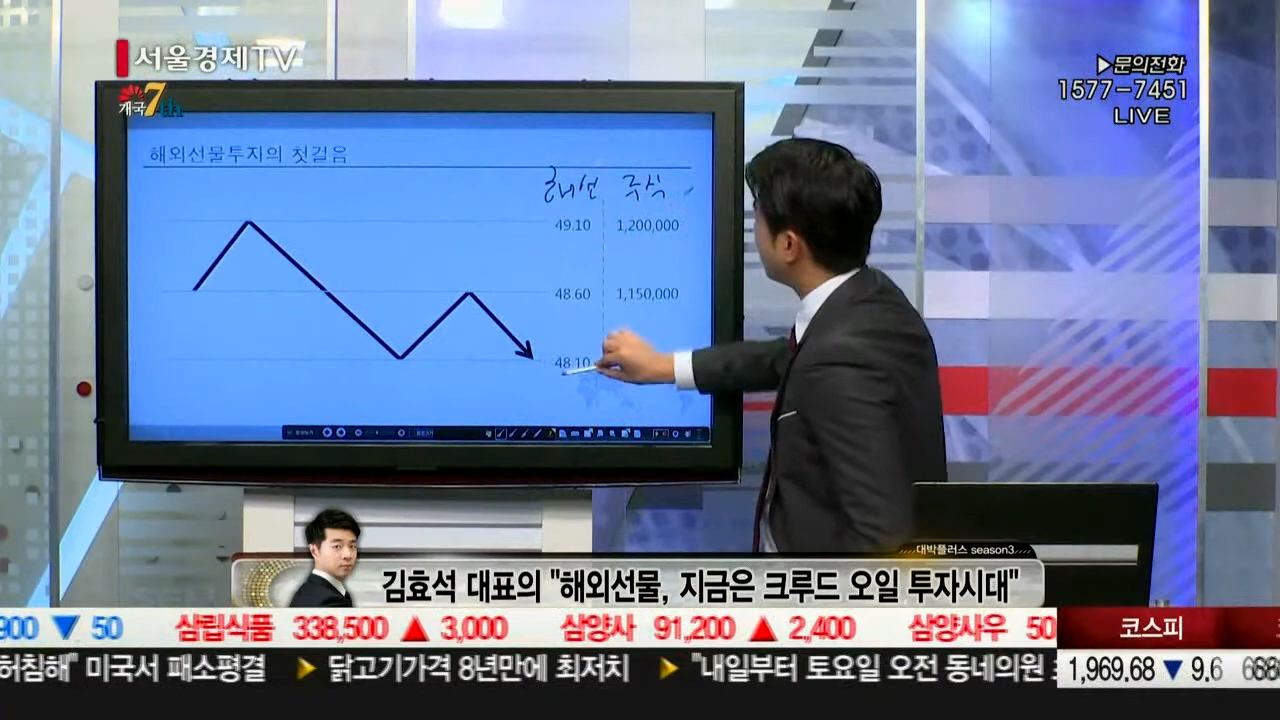 서울경제TV
개국7th
▶문의전화
1577-7451
LIVE
해외선물투자의 첫걸음
해선 주식
49.10 1,200,000
48.60 1,150,000
48.10
대박플러스 season3
김효석 대표의 "해외선물, 지금은 크루드 오일 투자시대"
900 ▼ 50 삼립식품 338,500 ▲ 3,000 삼양사 91,200 ▲ 2,400 삼양사우 50
코스피
허침해" 미국서 패소평결 ▶ 닭고기가격 8년만에 최저치 ▶ "내일부터 토요일 오전 동네의원
1,969.68 ▼ 9.6